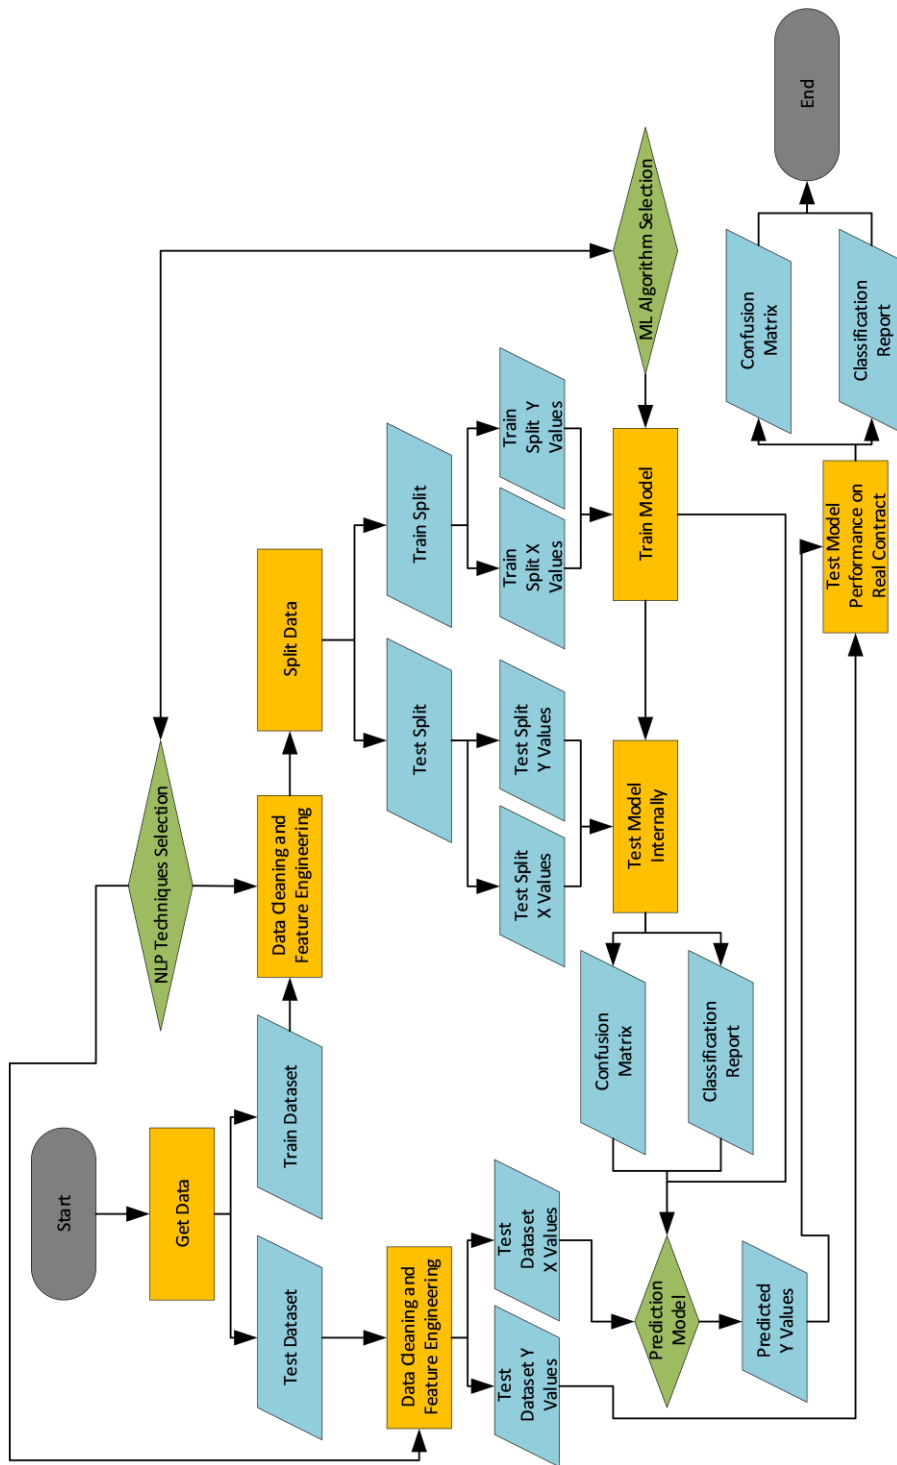 Start
Get Data
Test Dataset
Train Dataset
NLP Techniques Selection
Data Cleaning and
Feature Engineering
Data Cleaning and
Feature Engineering
Split Data
Test Split
Train Split
Test Dataset Y
Values
Test
Dataset
X Values
Test Split
X Values
Test Split
Y Values
Train
Split X
Values
Train
Split Y
Values
ML Algorithm Selection
Train Model
Test Model
Internally
Confusion
Matrix
Classification
Report
Prediction
Model
Predicted
Y Values
Test Model
Performance on
Real Contract
Confusion
Matrix
Classification
Report
End